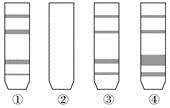 ① ② ③ ④